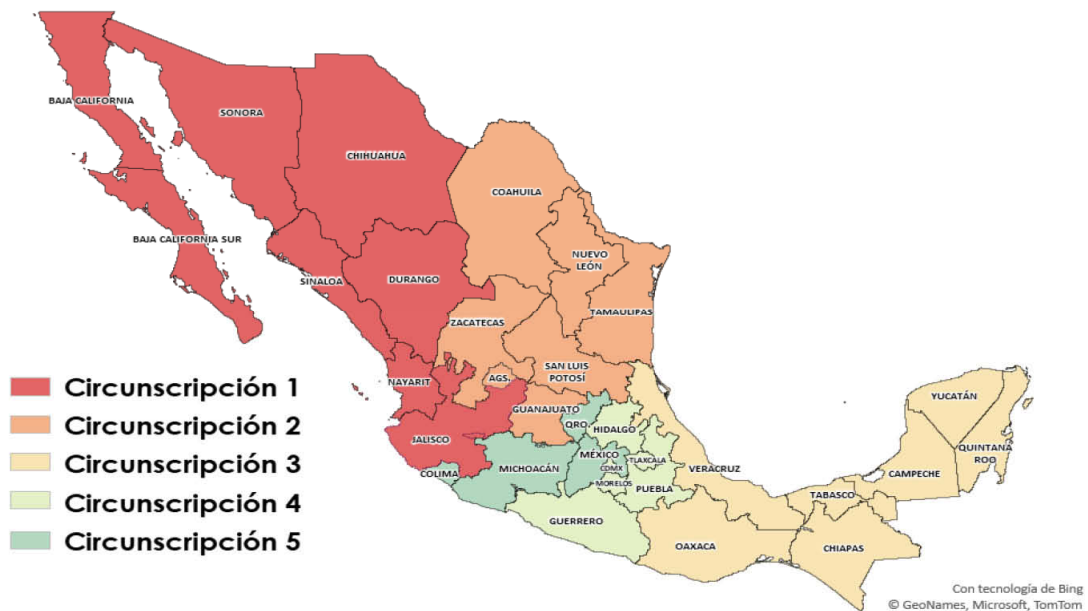 BAJA CALIFORNIA
SONORA
CHIHUAHUA
COAHUILA
BAJA CALIFORNIA SUR
NUEVO
LEÓN
SINALOA
DURANGO
TAMAULIPAS
ZACATECAS
SAN LUIS
POTOSÍ
NAYARIT
AGS.
GUANAJUATO
QRO.
HIDALGO
JALISCO
YUCATÁN
QUINTANA
ROO
CAMPECHE
COLIMA
MICHOACÁN
MÉXICO
CDMX
TLAXCALA
MORELOS
PUEBLA
VERACRUZ
TABASCO
GUERRERO
OAXACA
CHIAPAS
Circunscripción 1
Circunscripción 2
Circunscripción 3
Circunscripción 4
Circunscripción 5
Con tecnología de Bing
© GeoNames, Microsoft, TomTom